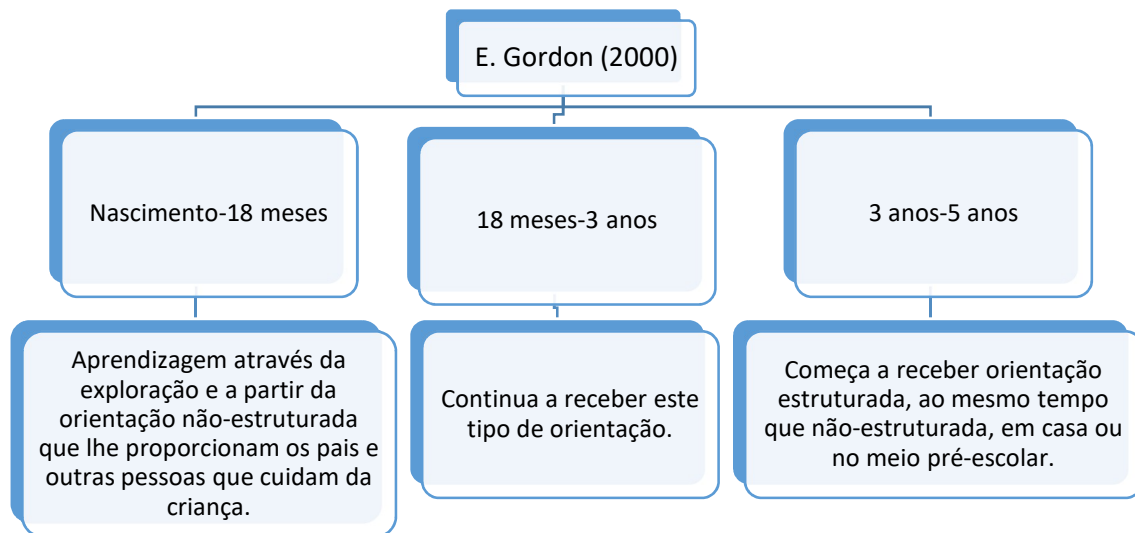 E. Gordon (2000)
Nascimento-18 meses
18 meses-3 anos
3 anos-5 anos
Aprendizagem através da
exploração e a partir da
orientação não-estruturada
que lhe proporcionam os pais e
outras pessoas que cuidam da
criança.
Continua a receber este
tipo de orientação.
Começa a receber orientação
estruturada, ao mesmo tempo
que não-estruturada, em casa ou
no meio pré-escolar.